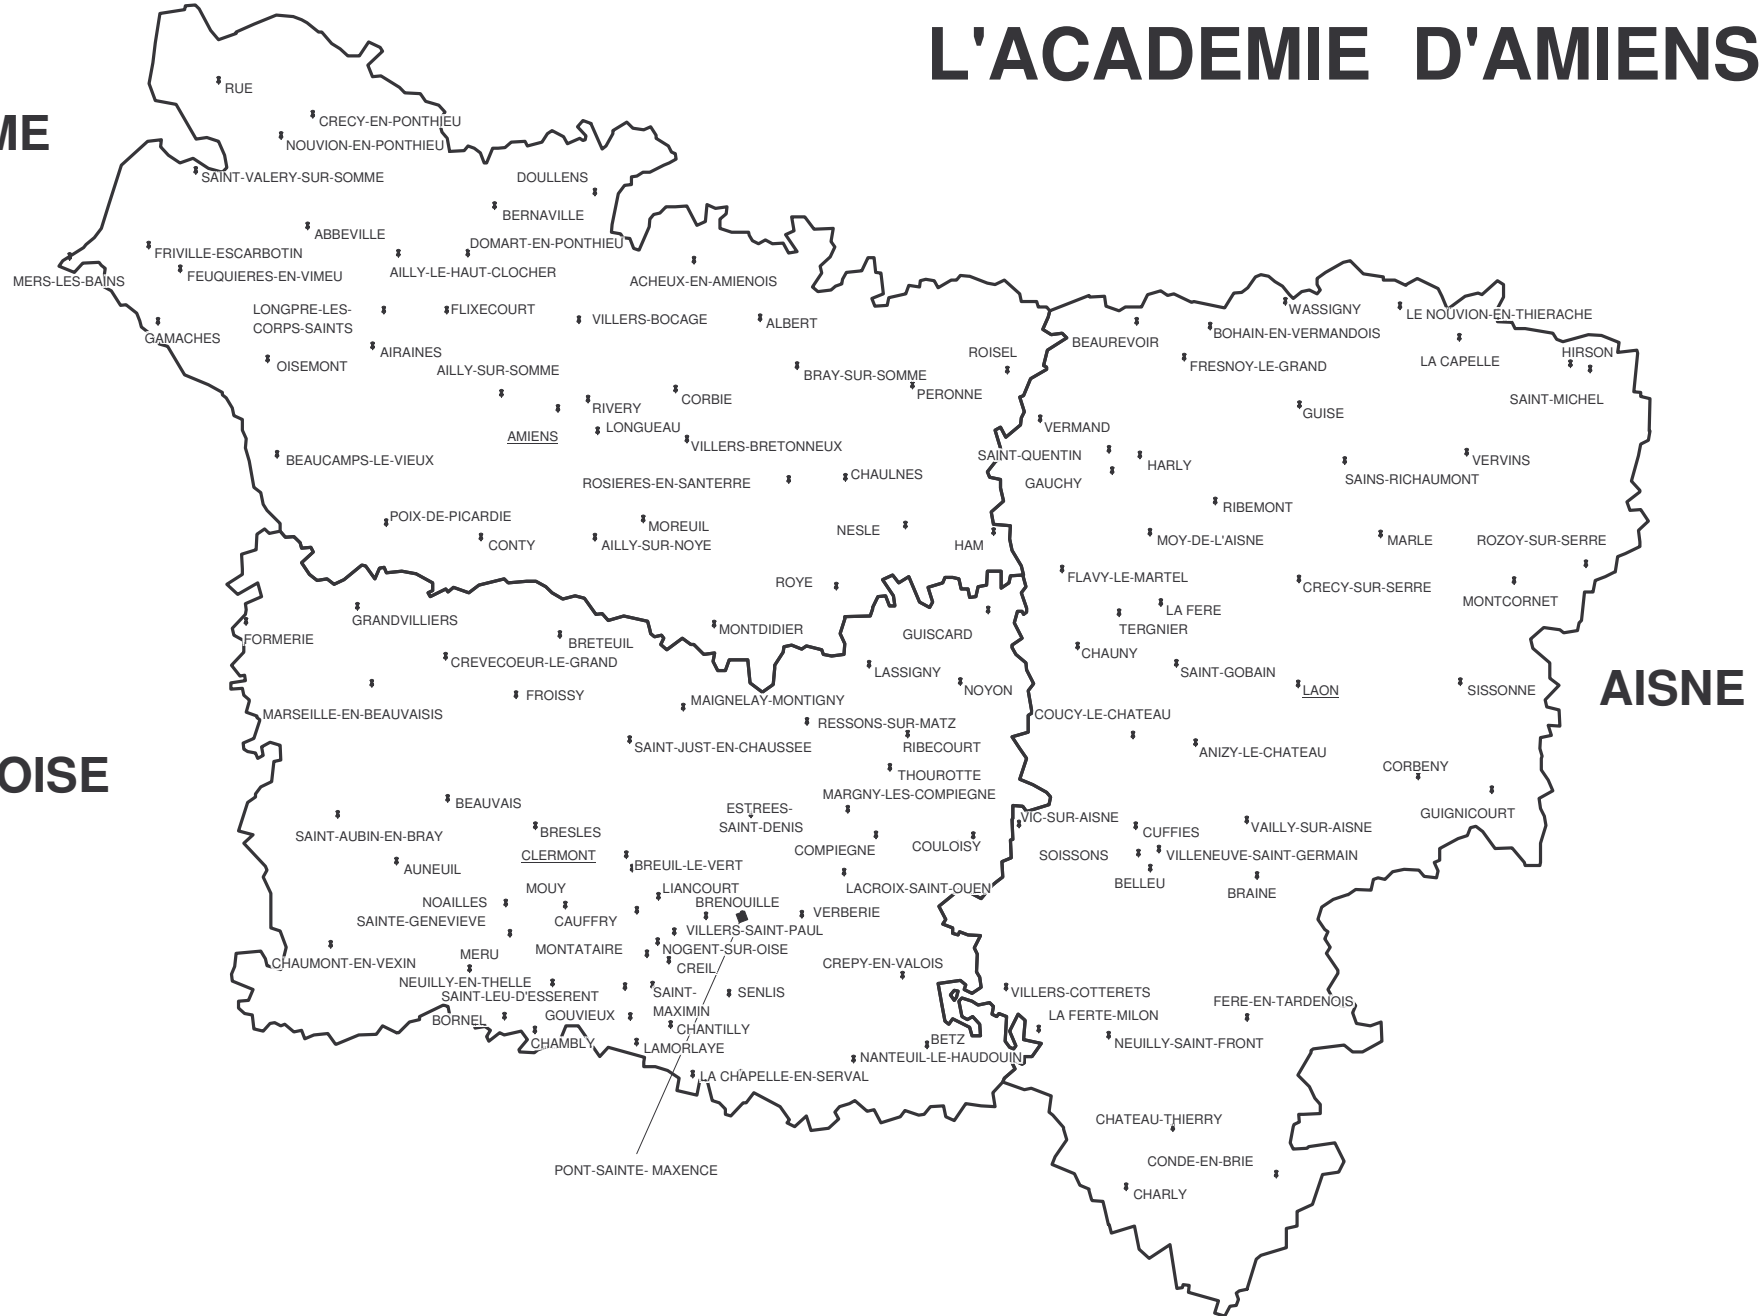 L'ACADEMIE D'AMIENS
ME
RUE
CRECY-EN-PONTHIEU
NOUVION-EN-PONTHIEU
SAINT-VALERY-SUR-SOMME
DOULLENS
BERNAVILLE
ABBEVILLE
DOMART-EN-PONTHIEU
FRIVILLE-ESCARBOTIN
AILLY-LE-HAUT-CLOCHER
FEUQUIERES-EN-VIMEU
MERS-LES-BAINS
ACHEUX-EN-AMIENOIS
LONGPRE-LES-
CORPS-SAINTS
FLIXECOURT
VILLERS-BOCAGE
ALBERT
GAMACHES
AIRAINES
OISEMONT
AILLY-SUR-SOMME
ROISEL
BRAY-SUR-SOMME
PERONNE
CORBIE
RIVERY
LONGUEAU
AMIENS
VILLERS-BRETONNEUX
BEAUCAMPS-LE-VIEUX
ROSIERES-EN-SANTERRE
CHAULNES
POIX-DE-PICARDIE
CONTY
MOREUIL
AILLY-SUR-NOYE
NESLE
HAM
ROYE
MONTDIDIER
WASSIGNY
LE NOUVION-EN-THIERACHE
BEAUREVOIR
BOHAIN-EN-VERMANDOIS
FRESNOY-LE-GRAND
LA CAPELLE
HIRSON
SAINT-MICHEL
GUISE
VERMAND
SAINT-QUENTIN
HARLY
GAUCHY
VERVINS
SAINS-RICHAUMONT
RIBEMONT
MOY-DE-L'AISNE
MARLE
ROZOY-SUR-SERRE
FLAVY-LE-MARTEL
CRECY-SUR-SERRE
MONTCORNET
LA FERE
TERGNIER
CHAUNY
SAINT-GOBAIN
LAON
SISSONNE
AISNE
COUCY-LE-CHATEAU
ANIZY-LE-CHATEAU
CORBENY
GUIGNICOURT
VIC-SUR-AISNE
CUFFIES
VAILLY-SUR-AISNE
SOISSONS
VILLENEUVE-SAINT-GERMAIN
BELLEU
BRAINE
VILLERS-COTTERETS
LA FERTE-MILON
FERE-EN-TARDENOIS
NEUILLY-SAINT-FRONT
CHATEAU-THIERRY
CONDE-EN-BRIE
CHARLY
OISE
GRANDVILLIERS
FORMERIE
BRETEUIL
CREVECOEUR-LE-GRAND
GUISCARD
LASSIGNY
NOYON
FROISSY
MAIGNELAY-MONTIGNY
MARSEILLE-EN-BEAUVAISIS
RESSONS-SUR-MATZ
RIBECOURT
SAINT-JUST-EN-CHAUSSEE
THOUROTTE
MARGNY-LES-COMPIEGNE
BEAUVAIS
ESTREES-
SAINT-DENIS
SAINT-AUBIN-EN-BRAY
BRESLES
COMPIEGNE
COULOISY
CLERMONT
AUNEUIL
BREUIL-LE-VERT
MOUY
LIANCOURT
LACROIX-SAINT-OUEN
NOAILLES
BRENOUILLE
SAINTE-GENEVIEVE
CAUFFRY
VERBERIE
VILLERS-SAINT-PAUL
MONTATAIRE
NOGENT-SUR-OISE
CHAUMONT-EN-VEXIN
MERU
CREIL
CREPY-EN-VALOIS
NEUILLY-EN-THELLE
SAINT-LEU-D'ESSERENT
SAINT-
MAXIMIN
SENLIS
BORNEL
GOUVIEUX
CHANTILLY
CHAMBLY
LAMORLAYE
BETZ
NANTEUIL-LE-HAUDOUIN
LA CHAPELLE-EN-SERVAL
PONT-SAINTE- MAXENCE